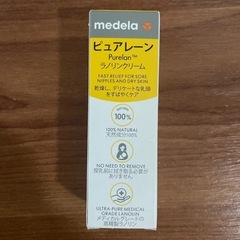 medela
ピュアレーン
Purelan™
ラノリンクリーム
FAST RELIEF FOR SORE
NIPPLES AND DRY SKIN
乾燥し、デリケートな乳頭
をすばやくケア
100%
100% NATURAL
天然成分100%
NO NEED TO REMOVE
授乳前に拭き取る必要が
ありません
ULTRA-PURE MEDICAL
GRADE LANOLIN
メディカルグレードの
高精製ラノリン